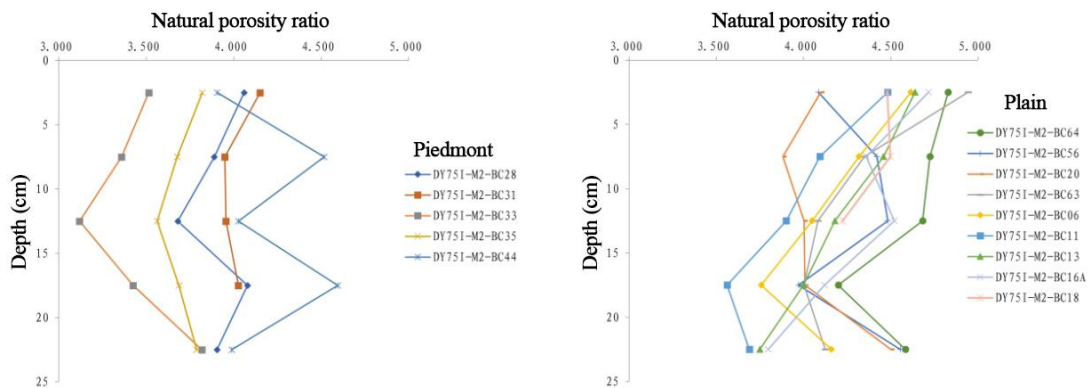 Natural porosity ratio
3.000 3.500 4.000 4.500 5.000
0
5
10
15
20
25
Depth (cm)
Piedmont
DY75I-M2-BC28
DY75I-M2-BC31
DY75I-M2-BC33
DY75I-M2-BC35
DY75I-M2-BC44
Natural porosity ratio
3.000 3.500 4.000 4.500 5.000
0
5
10
15
20
25
Depth (cm)
Plain
DY75I-M2-BC64
DY75I-M2-BC56
DY75I-M2-BC20
DY75I-M2-BC63
DY75I-M2-BC06
DY75I-M2-BC11
DY75I-M2-BC13
DY75I-M2-BC16A
DY75I-M2-BC18